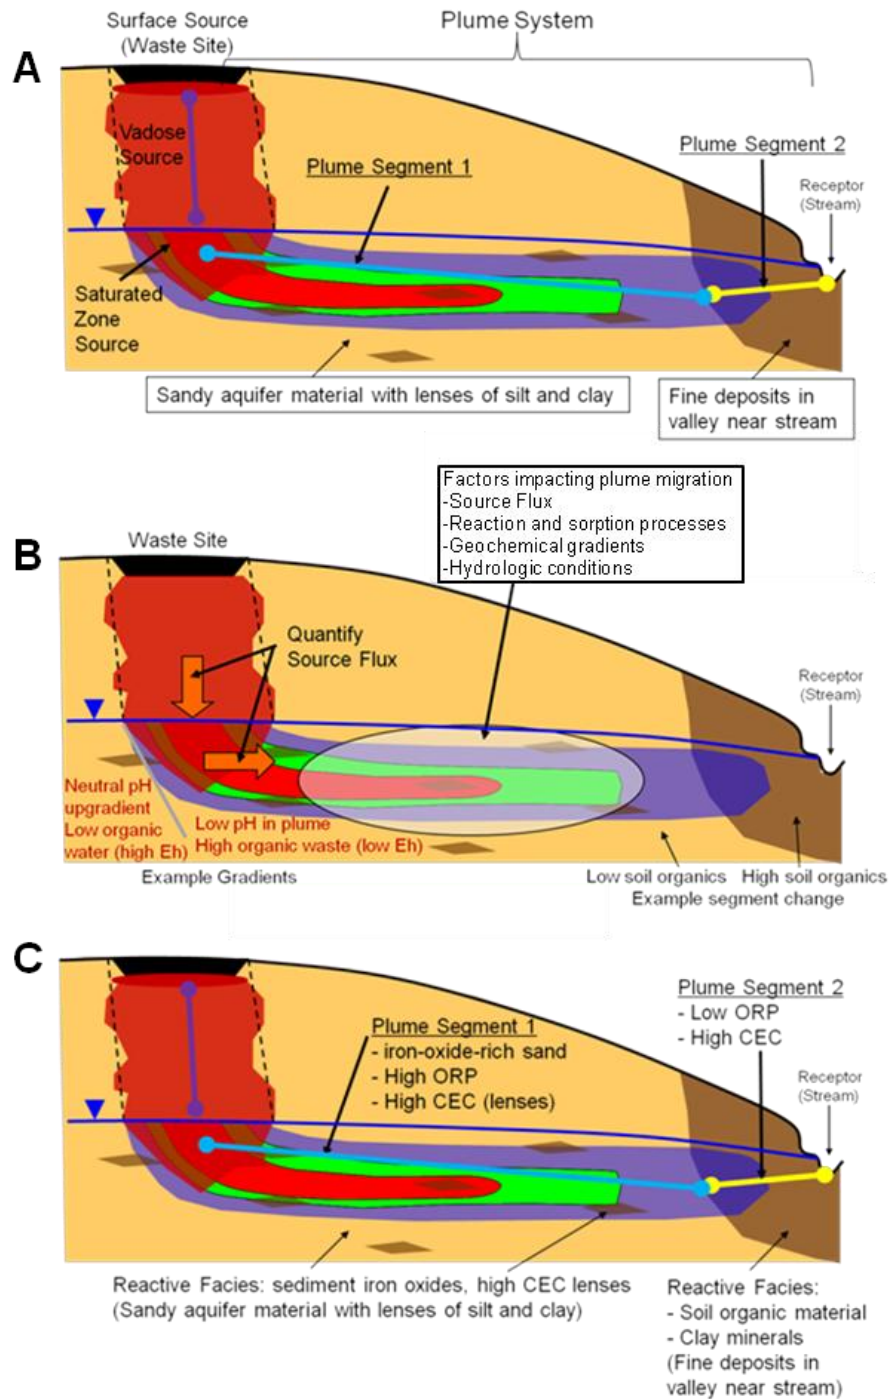 Surface Source
(Waste Site)
Plume System
A
Vadose
Source
Plume Segment 1
Plume Segment 2
Receptor
(Stream)
Saturated
Zone
Source
Sandy aquifer material with lenses of silt and clay
Fine deposits in
valley near stream
Factors impacting plume migration
-Source Flux
-Reaction and sorption processes
-Geochemical gradients
-Hydrologic conditions
B
Waste Site
Quantify
Source Flux
Receptor
(Stream)
Neutral pH
upgradient
Low organic
water (high Eh)
Low pH in plume
High organic waste (low Eh)
Example Gradients
Low soil organics
High soil organics
Example segment change
C
Plume Segment 1
- iron-oxide-rich sand
- High ORP
- High CEC (lenses)
Plume Segment 2
- Low ORP
- High CEC
Receptor
(Stream)
Reactive Facies: sediment iron oxides, high CEC lenses
(Sandy aquifer material with lenses of silt and clay)
Reactive Facies:
- Soil organic material
- Clay minerals
(Fine deposits in
valley near stream)